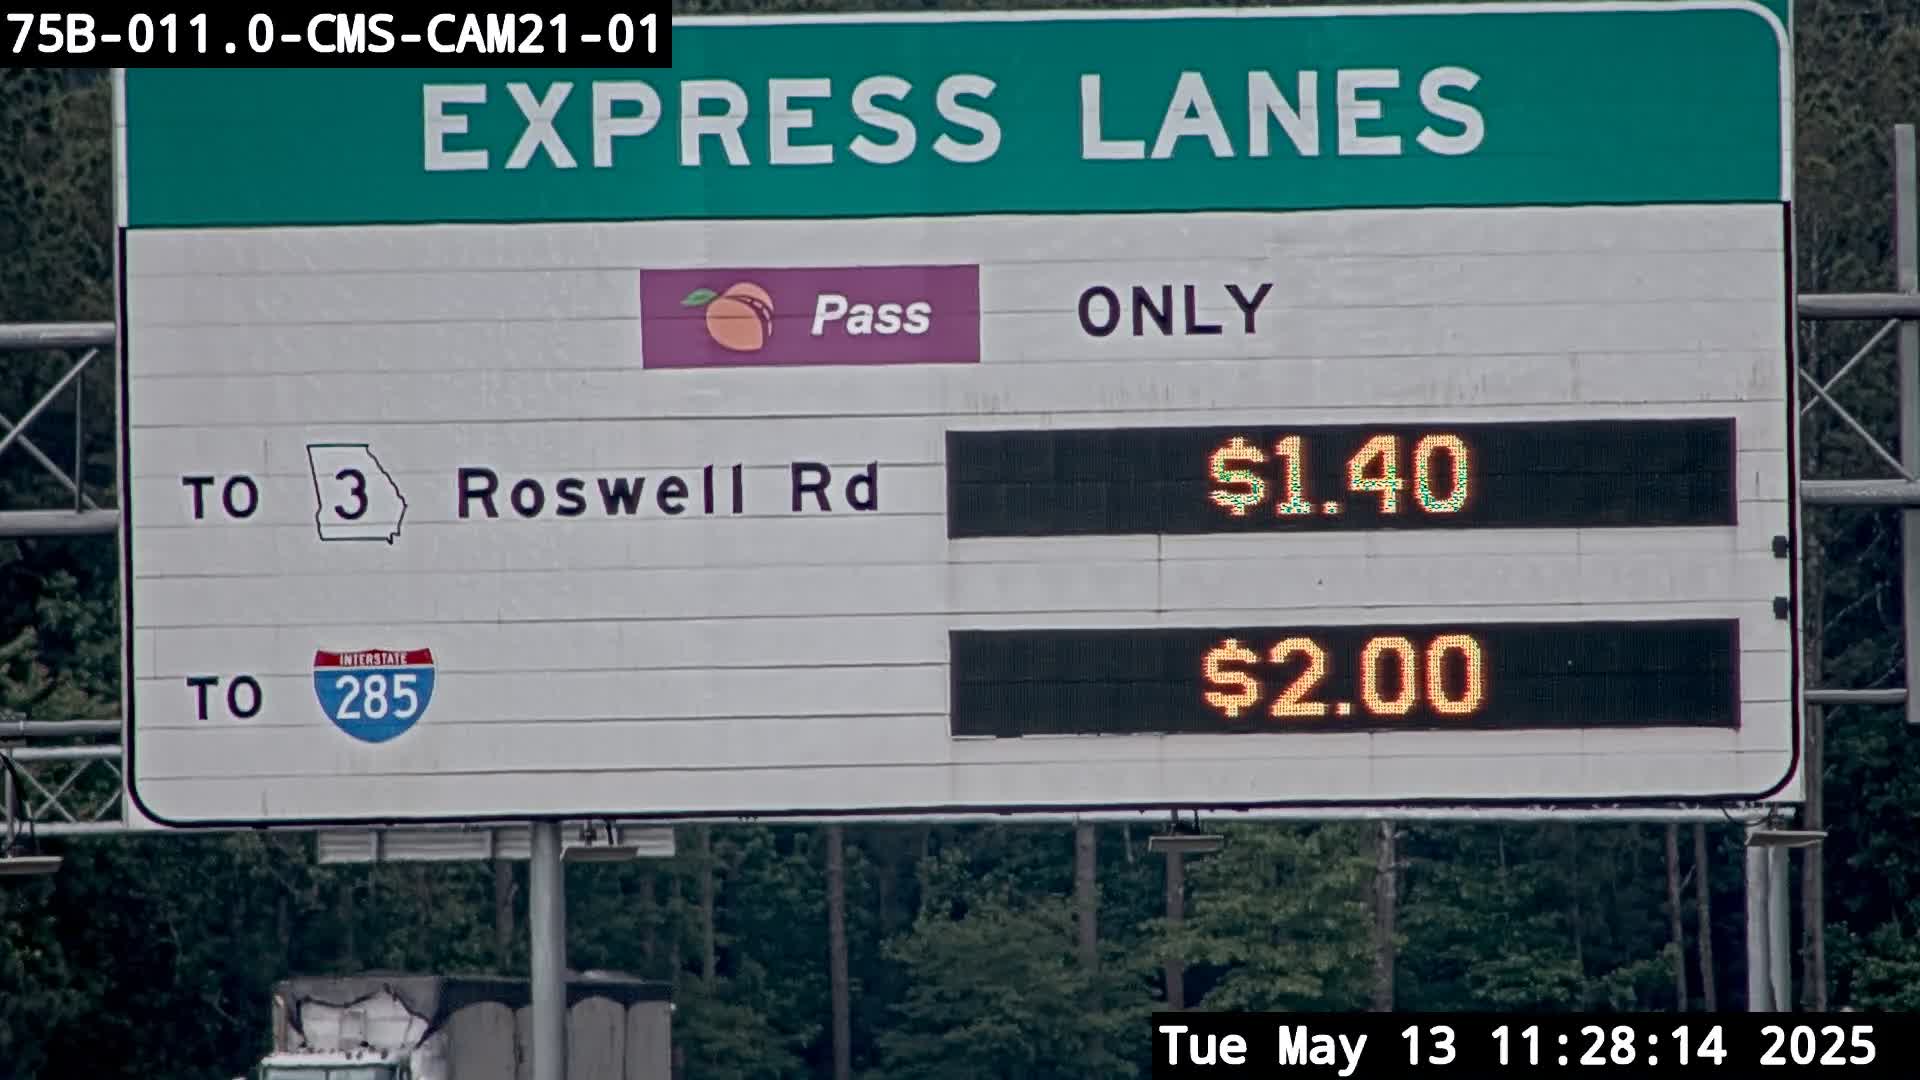 75B-011.0-CMS-CAM21-01
EXPRESS LANES
Pass ONLY
TO 3 Roswell Rd $1.40
INTERSTATE
TO 285 $2.00
Tue May 13 11:28:14 2025